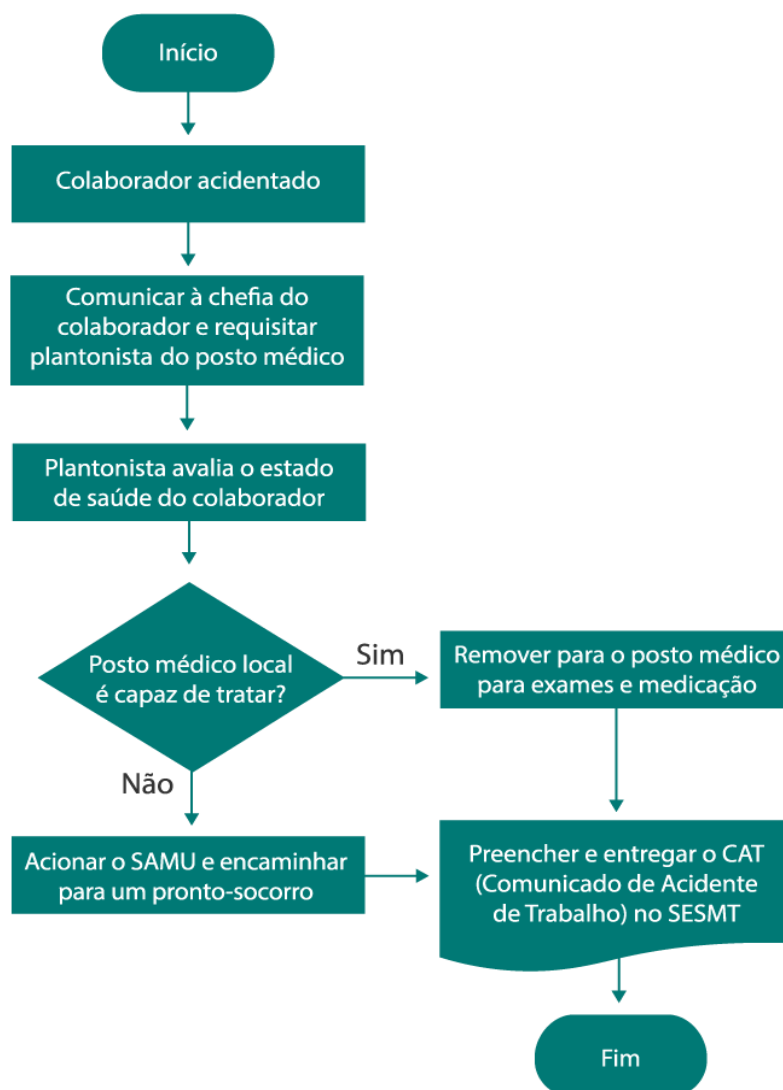 Início
Colaborador acidentado
Comunicar à chefia do
colaborador e requisitar
plantonista do posto médico
Plantonista avalia o estado
de saúde do colaborador
Posto médico local
é capaz de tratar?
Sim
Remover para o posto médico
para exames e medicação
Não
Acionar o SAMU e encaminhar
para um pronto-socorro
Preencher e entregar o CAT
(Comunicado de Acidente
de Trabalho) no SESMT
Fim